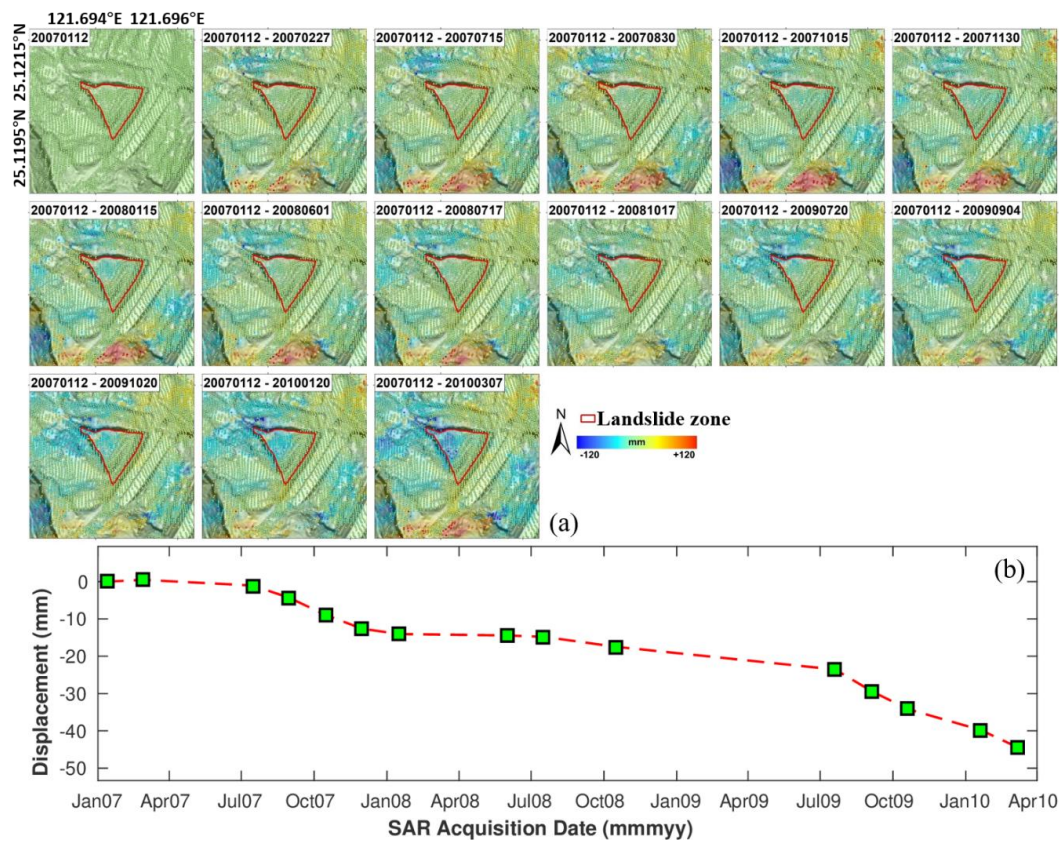 121.694°E 121.696°E
25.1215°N
25.1195°N
20070112
20070112 - 20070227
20070112 - 20070715
20070112 - 20070830
20070112 - 20071015
20070112 - 20071130
20070112 - 20080115
20070112 - 20080601
20070112 - 20080717
20070112 - 20081017
20070112 - 20090720
20070112 - 20090904
20070112 - 20091020
20070112 - 20100120
20070112 - 20100307
N
Landslide zone
mm
-120 +120
(a)
(b)
Displacement (mm)
0
-10
-20
-30
-40
-50
Jan07 Apr07 Jul07 Oct07 Jan08 Apr08 Jul08 Oct08 Jan09 Apr09 Jul09 Oct09 Jan10 Apr10
SAR Acquisition Date (mmmyy)